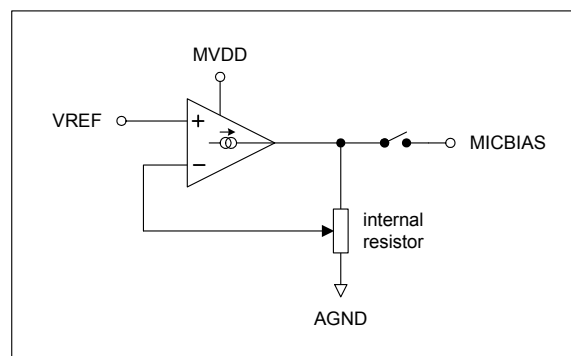 MVDD
VREF
+
−
MICBIAS
internal
resistor
AGND